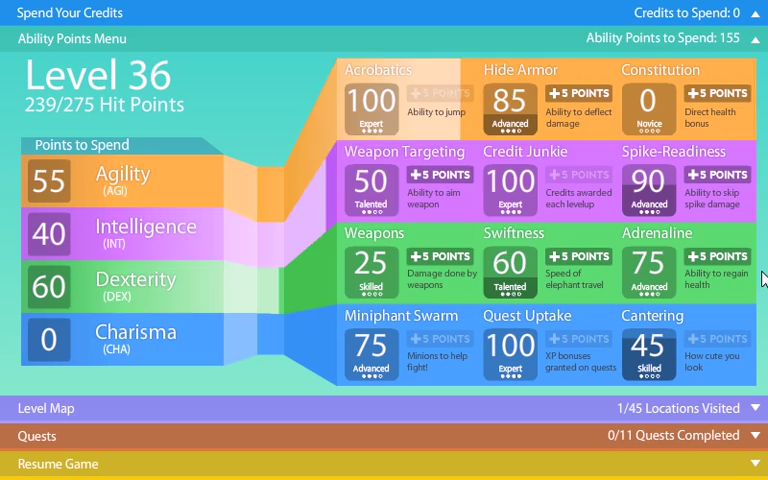 Spend Your Credits
Credits to Spend: 0
Ability Points Menu
Ability Points to Spend: 155
Level 36
239/275 Hit Points
Points to Spend
55
Agility
(AGI)
40
Intelligence
(INT)
60
Dexterity
(DEX)
0
Charisma
(CHA)
Acrobatics
100
Expert
+5 POINTS
Ability to jump
Hide Armor
85
Advanced
+5 POINTS
Ability to deflect
damage
Constitution
0
Novice
+5 POINTS
Direct health
bonus
Weapon Targeting
50
Talented
+5 POINTS
Ability to aim
weapon
Credit Junkie
100
Expert
+5 POINTS
Credits awarded
each levelup
Spike-Readiness
90
Advanced
+5 POINTS
Ability to skip
spike damage
Weapons
25
Skilled
+5 POINTS
Damage done by
weapons
Swiftness
60
Talented
+5 POINTS
Speed of
elephant travel
Adrenaline
75
Advanced
+5 POINTS
Ability to regain
health
Miniphant Swarm
75
Advanced
+5 POINTS
Minions to help
fight!
Quest Uptake
100
Expert
+5 POINTS
XP bonuses
granted on quests
Cantering
45
Skilled
+5 POINTS
How cute you
look
Level Map
1/45 Locations Visited
Quests
0/11 Quests Completed
Resume Game